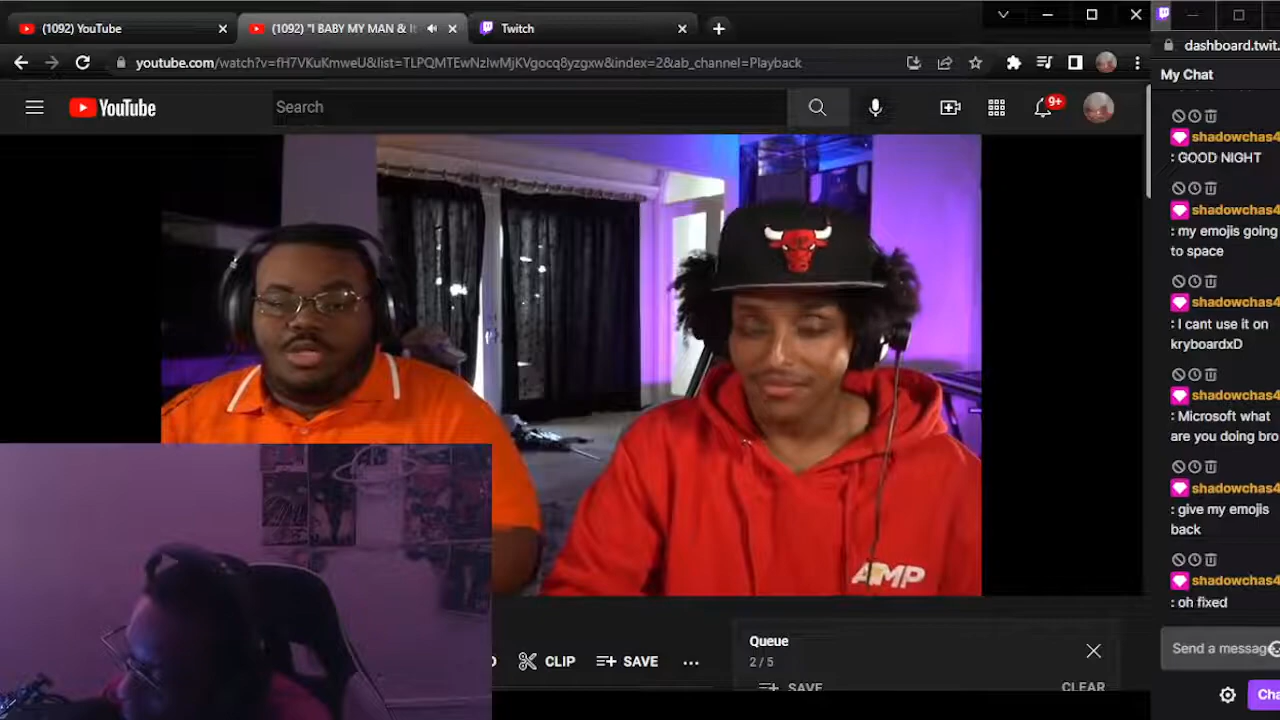 (1092) YouTube
(1092) "I BABY MY MAN & I
Twitch
youtube.com/watch?v=fH7VKuKmweU&list=TLPQMTEwNzIwMjKVgocq8yzgxw&index=2&ab_channel=Playback
dashboard.twit
YouTube
Search
9+
My Chat
shadowchas4
: GOOD NIGHT
shadowchas4
: my emojis going
to space
shadowchas4
: I cant use it on
kryboardxD
shadowchas4
: Microsoft what
are you doing bro
shadowchas4
: give my emojis
back
shadowchas4
: oh fixed
AMP
CLIP
SAVE
Queue
2 / 5
SAVE
CLEAR
Send a message
Cha